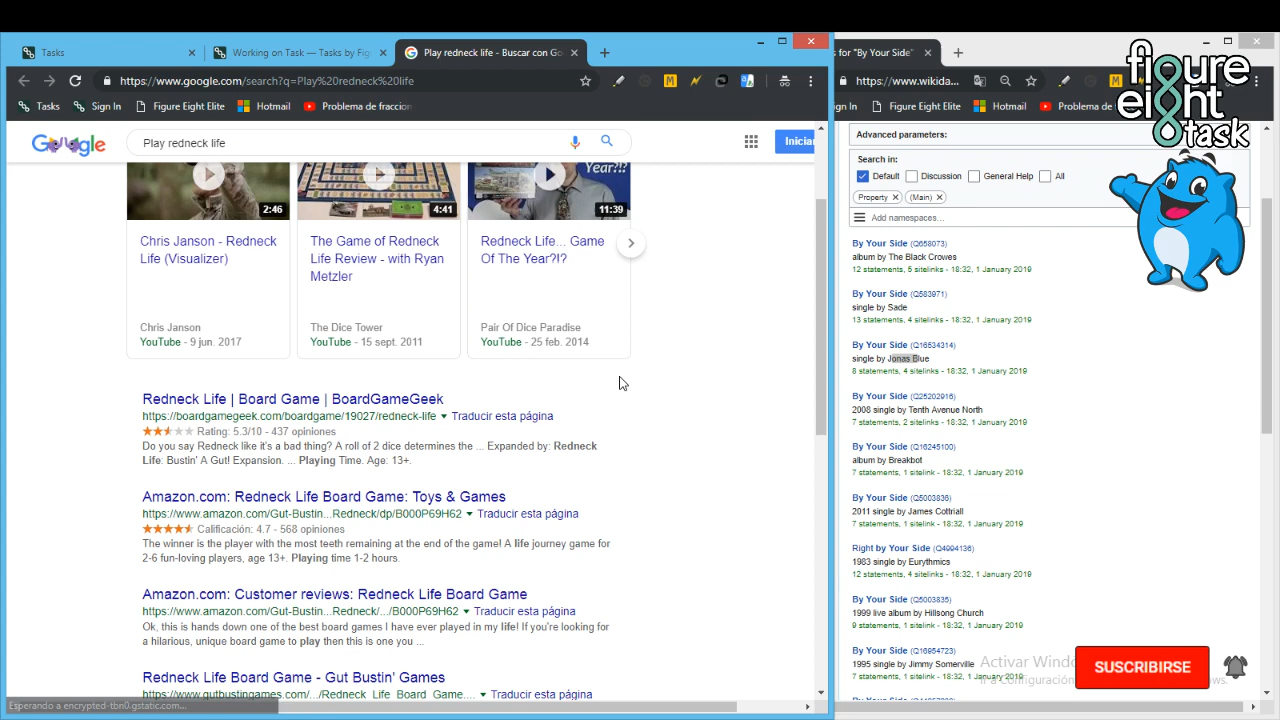 Tasks
Working on Task — Tasks by Fig
Play redneck life - Buscar con Go
https://www.google.com/search?q=Play%20redneck%20life
Tasks
Sign In
Figure Eight Elite
Hotmail
Problema de fraccion
Google
Play redneck life
Inicia
2:46
4:41
Year?!?
11:39
Chris Janson - Redneck
Life (Visualizer)
Chris Janson
YouTube - 9 jun. 2017
The Game of Redneck
Life Review - with Ryan
Metzler
The Dice Tower
YouTube - 15 sept. 2011
Redneck Life... Game
Of The Year?!?
Pair Of Dice Paradise
YouTube - 25 feb. 2014
Redneck Life | Board Game | BoardGameGeek
https://boardgamegeek.com/boardgame/19027/redneck-life ▼ Traducir esta página
Rating: 5.3/10 - 437 opiniones
Do you say Redneck like it's a bad thing? A roll of 2 dice determines the ... Expanded by: Redneck
Life: Bustin' A Gut! Expansion. ... Playing Time. Age: 13+.
Amazon.com: Redneck Life Board Game: Toys & Games
https://www.amazon.com/Gut-Bustin...Redneck/dp/B000P69H62 ▼ Traducir esta página
Calificación: 4.7 - 568 opiniones
The winner is the player with the most teeth remaining at the end of the game! A life journey game for
2-6 fun-loving players, age 13+. Playing time 1-2 hours.
Amazon.com: Customer reviews: Redneck Life Board Game
https://www.amazon.com/Gut-Bustin...Redneck/.../B000P69H62 ▼ Traducir esta página
Ok, this is hands down one of the best board games I have ever played in my life! If you're looking for
a hilarious, unique board game to play then this is one you ...
Redneck Life Board Game - Gut Bustin' Games
https://www.gutbustingames.com/.../Redneck_Life_Board_Game.... ▼ Traducir esta página
Esperando a encrypted-tbn0.gstatic.com...
s for "By Your Side"
https://www.wikida...
ign In
Figure Eight Elite
Hotmail
Problema de
figure
eight
task
Advanced parameters:
Search in:
Default
Discussion
General Help
All
Property
(Main)
Add namespaces...
By Your Side (Q658073)
album by The Black Crowes
12 statements, 5 sitelinks - 18:32, 1 January 2019
By Your Side (Q583971)
single by Sade
13 statements, 4 sitelinks - 18:32, 1 January 2019
By Your Side (Q16634314)
single by Jonas Blue
8 statements, 4 sitelinks - 18:32, 1 January 2019
By Your Side (Q25202916)
2008 single by Tenth Avenue North
7 statements, 2 sitelinks - 18:32, 1 January 2019
By Your Side (Q16245100)
album by Breakbot
7 statements, 1 sitelink - 18:32, 1 January 2019
By Your Side (Q5003836)
2011 single by James Cottriall
7 statements, 1 sitelink - 18:32, 1 January 2019
Right by Your Side (Q4994136)
1983 single by Eurythmics
12 statements, 4 sitelinks - 18:32, 1 January 2019
By Your Side (Q5003835)
1999 live album by Hillsong Church
9 statements, 1 sitelink - 18:32, 1 January 2019
By Your Side (Q16954723)
1995 single by Jimmy Somerville
7 statements, 1 sitelink - 18:32, 1 January 2019
Activar Windo
Ir a Configuración
ws.
SUSCRIBIRSE